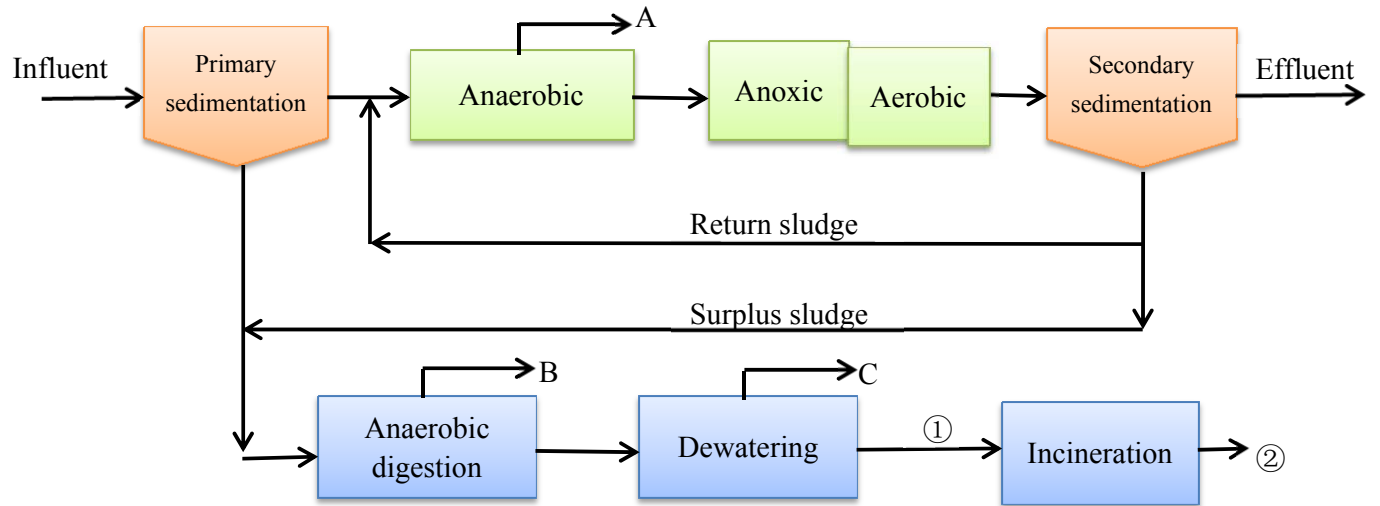 Influent
Primary
sedimentation
A
Anaerobic
Anoxic
Aerobic
Secondary
sedimentation
Effluent
Return sludge
Surplus sludge
B
Anaerobic
digestion
C
Dewatering
①
Incineration
②